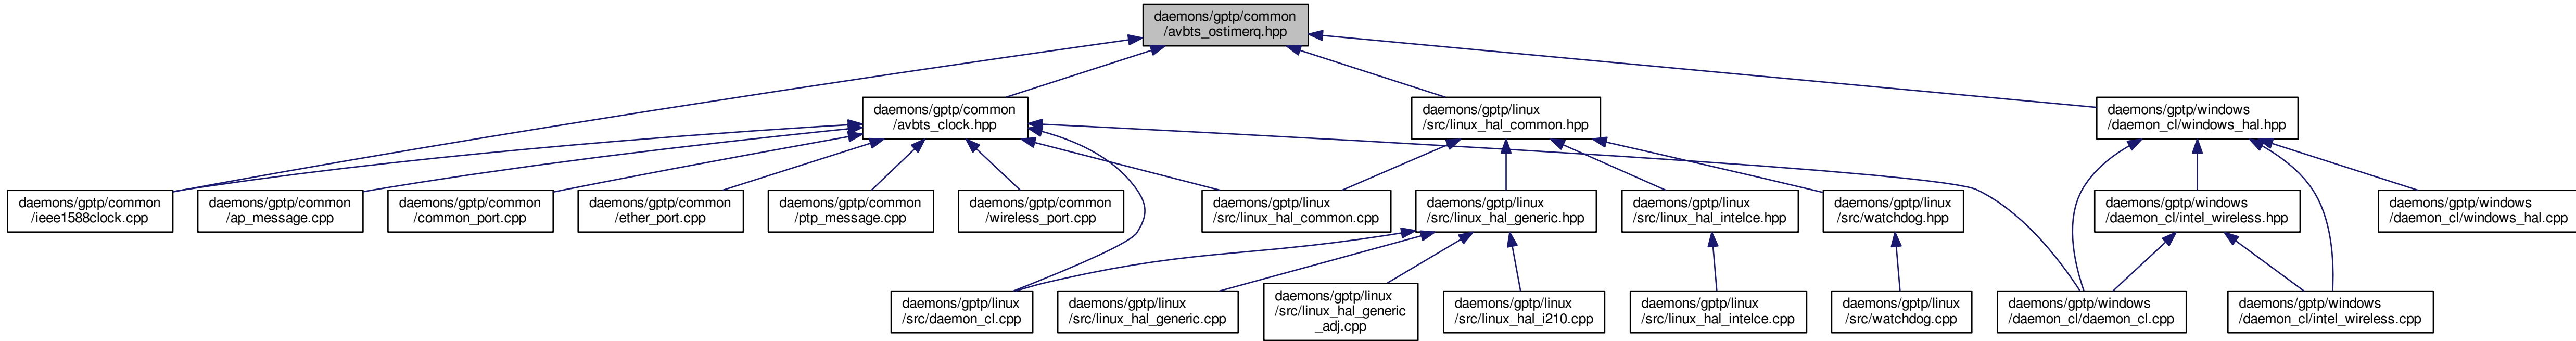 daemons/gptp/common
/avbts_ostimerq.hpp
daemons/gptp/common
/avbts_clock.hpp
daemons/gptp/linux
/src/linux_hal_common.hpp
daemons/gptp/windows
/daemon_cl/windows_hal.hpp
daemons/gptp/common
/ieee1588clock.cpp
daemons/gptp/common
/ap_message.cpp
daemons/gptp/common
/common_port.cpp
daemons/gptp/common
/ether_port.cpp
daemons/gptp/common
/ptp_message.cpp
daemons/gptp/common
/wireless_port.cpp
daemons/gptp/linux
/src/linux_hal_common.cpp
daemons/gptp/linux
/src/linux_hal_generic.hpp
daemons/gptp/linux
/src/linux_hal_intelce.hpp
daemons/gptp/linux
/src/watchdog.hpp
daemons/gptp/windows
/daemon_cl/intel_wireless.hpp
daemons/gptp/windows
/daemon_cl/windows_hal.cpp
daemons/gptp/linux
/src/daemon_cl.cpp
daemons/gptp/linux
/src/linux_hal_generic.cpp
daemons/gptp/linux
/src/linux_hal_generic
_adj.cpp
daemons/gptp/linux
/src/linux_hal_i210.cpp
daemons/gptp/linux
/src/linux_hal_intelce.cpp
daemons/gptp/linux
/src/watchdog.cpp
daemons/gptp/windows
/daemon_cl/daemon_cl.cpp
daemons/gptp/windows
/daemon_cl/intel_wireless.cpp